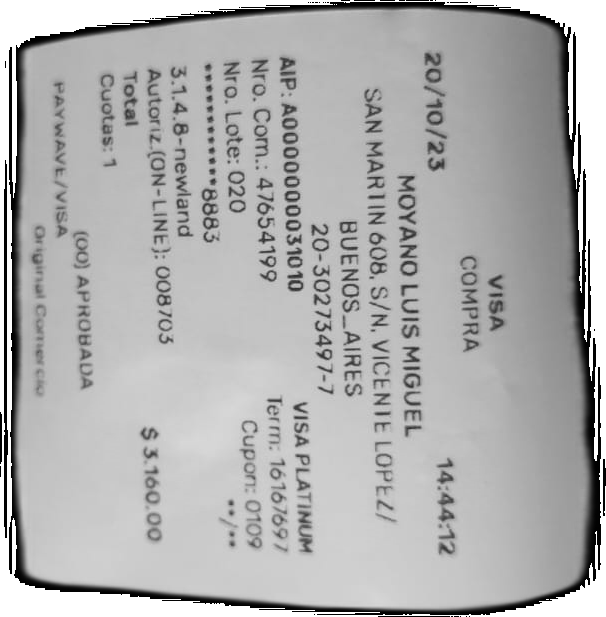 VISA
COMPRA
20/10/23 14:44:12
MOYANO LUIS MIGUEL
SAN MARTIN 608, S/N, VICENTE LOPEZ/
BUENOS_AIRES
20-30273497-7
VISA PLATINUM
AIP: A0000000031010 Term: 16167697
Nro. Com.: 47654199 Cupon: 0109
Nro. Lote: 020 **/**
************8883
3.1.4.8-newland
Autoriz.(ON-LINE): 008703
Total $ 3.160.00
Cuotas: 1
(00) APROBADA
PAYWAVE/VISA
Original Comercio